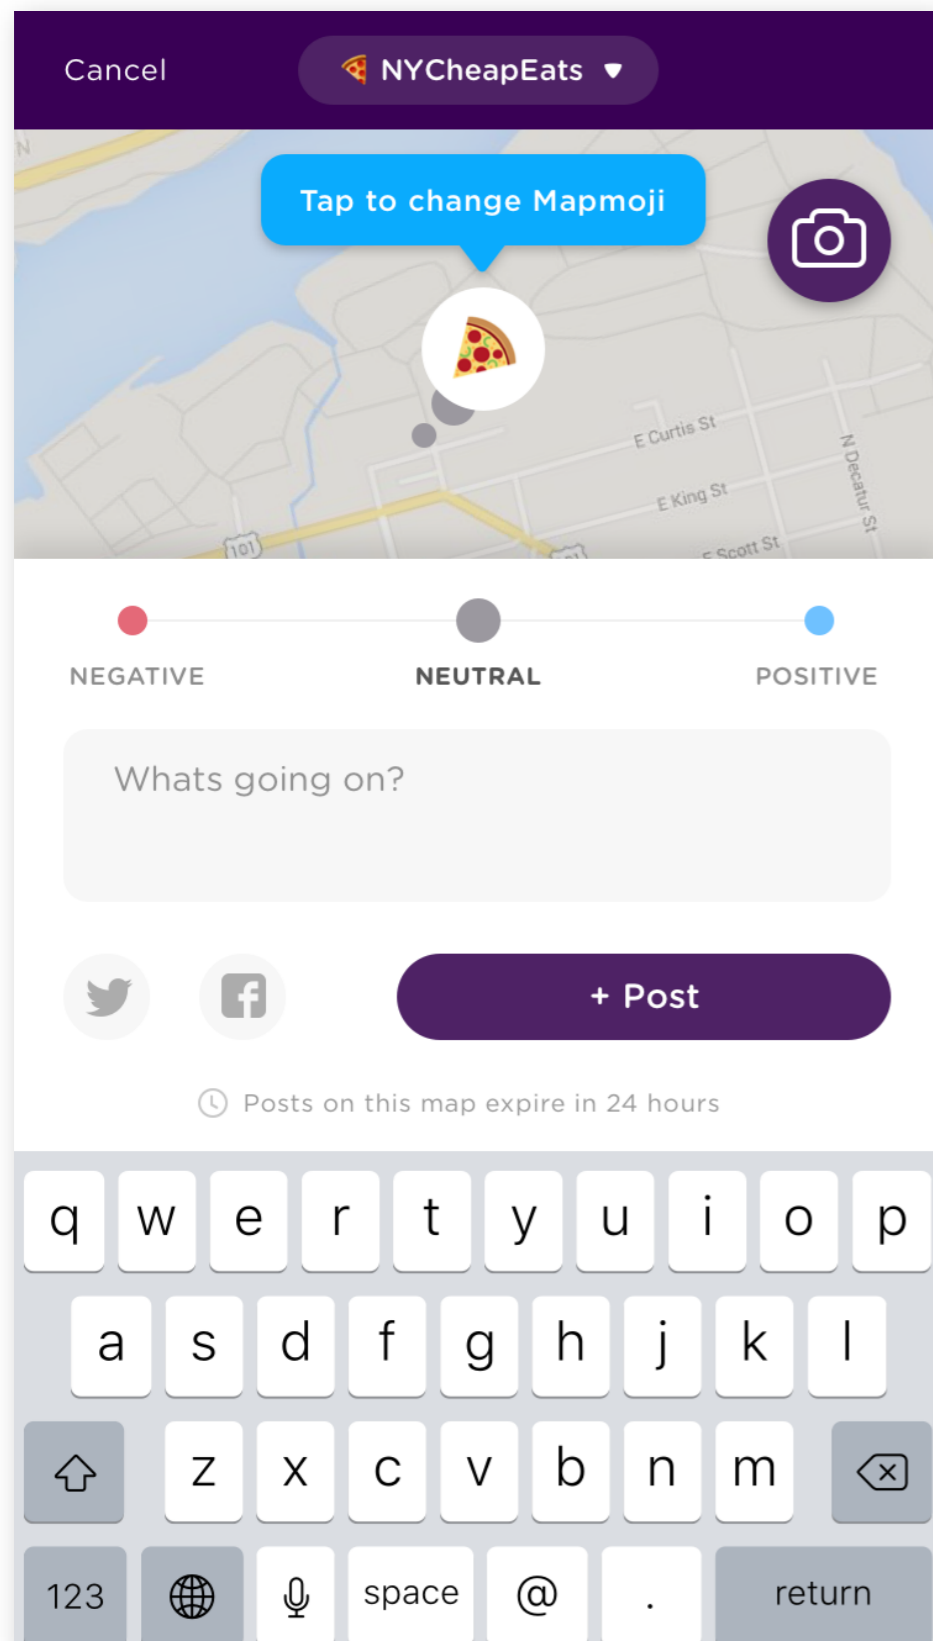 Cancel
NYCheapEats
N
Tap to change Mapmoji
E Curtis St
N Decatur St
E King St
E Scott St
101
NEGATIVE
NEUTRAL
POSITIVE
Whats going on?
+ Post
Posts on this map expire in 24 hours
q w e r t y u i o p
a s d f g h j k l
z x c v b n m
123 space @ . return